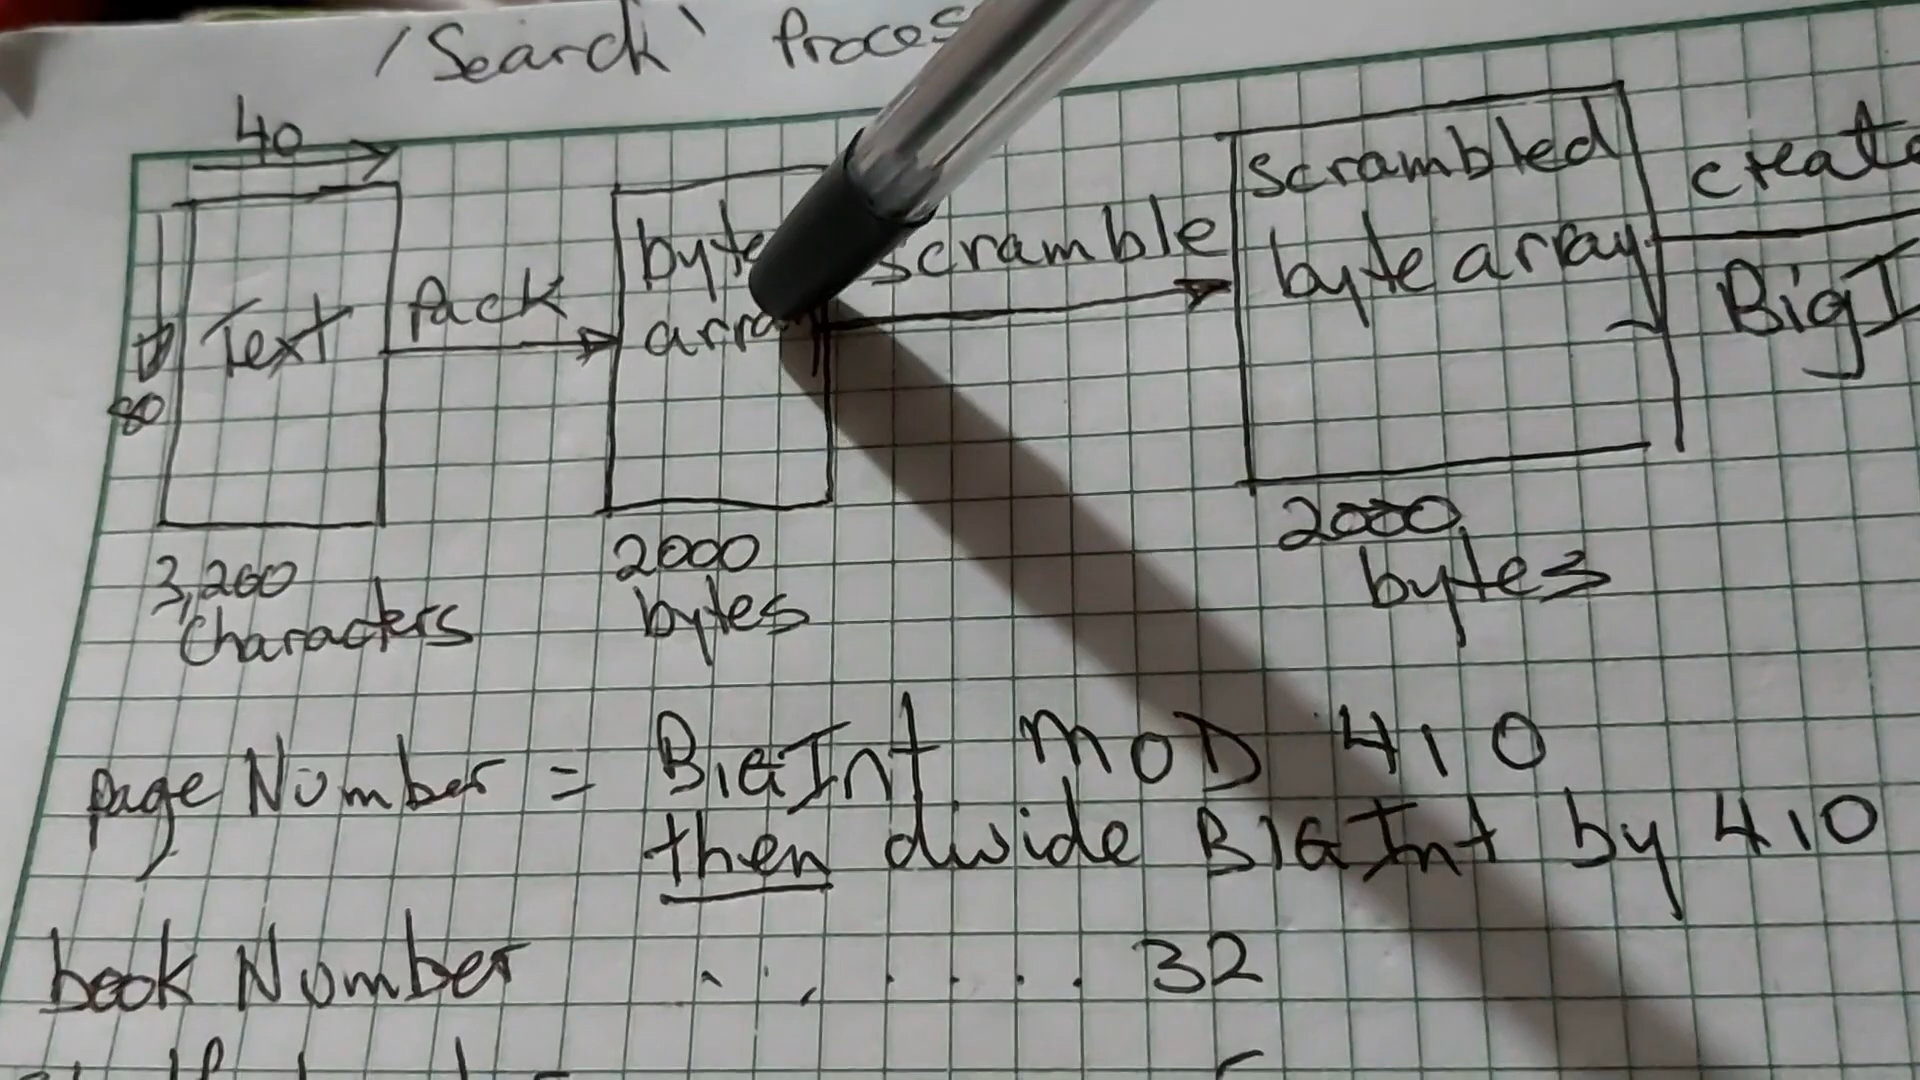 'Search' Proces
40
80
Text
Pack
byte
array
scramble
scrambled
byte array
create
BigI
3,200
Characters
2000
bytes
2000
bytes
page Number = BIGInt MOD 410
then divide BIGInt by 410
book Number . . . . . . 32